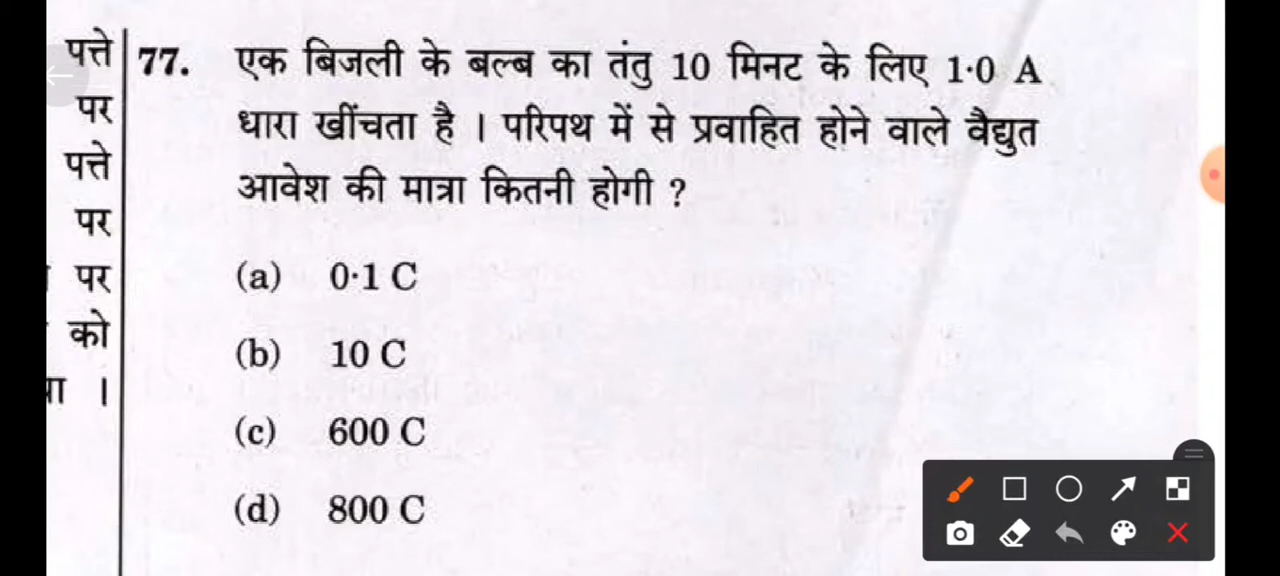 पत्ते
पर
पत्ते
पर
पर
को
77. एक बिजली के बल्ब का तंतु 10 मिनट के लिए 1·0 A
धारा खींचता है । परिपथ में से प्रवाहित होने वाले वैद्युत
आवेश की मात्रा कितनी होगी ?
(a) 0·1 C
(b) 10 C
(c) 600 C
(d) 800 C